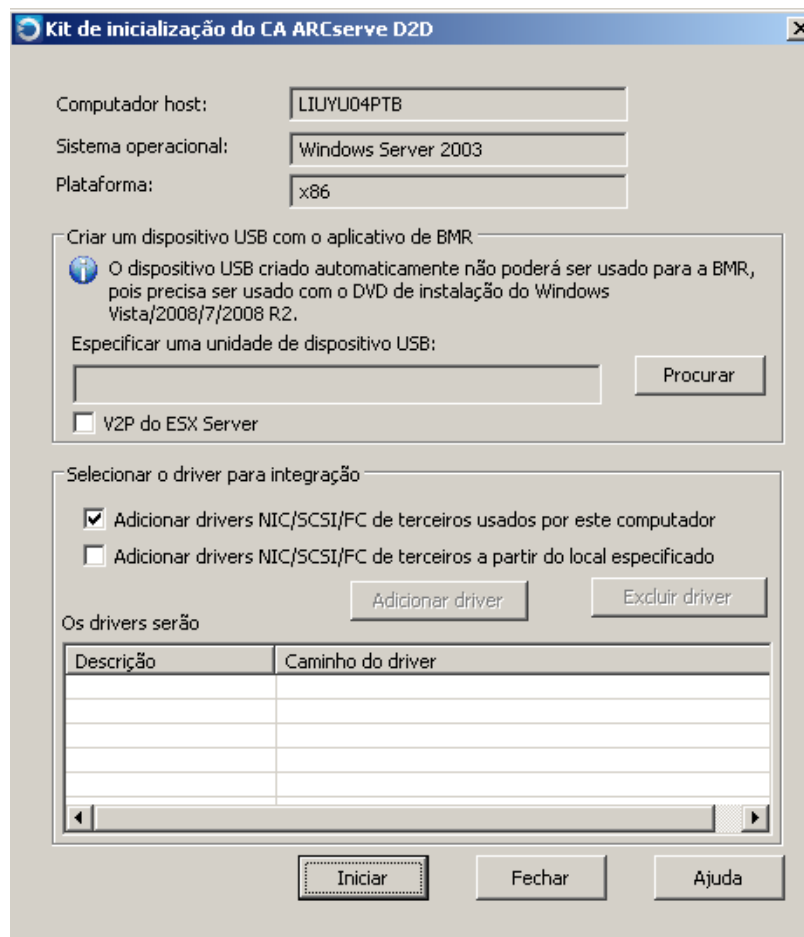 Kit de inicialização do CA ARCserve D2D
Computador host: LIUYU04PTB
Sistema operacional: Windows Server 2003
Plataforma: x86
Criar um dispositivo USB com o aplicativo de BMR
O dispositivo USB criado automaticamente não poderá ser usado para a BMR,
pois precisa ser usado com o DVD de instalação do Windows
Vista/2008/7/2008 R2.
Especificar uma unidade de dispositivo USB:
Procurar
V2P do ESX Server
Selecionar o driver para integração
Adicionar drivers NIC/SCSI/FC de terceiros usados por este computador
Adicionar drivers NIC/SCSI/FC de terceiros a partir do local especificado
Adicionar driver Excluir driver
Os drivers serão
Descrição Caminho do driver
Iniciar Fechar Ajuda